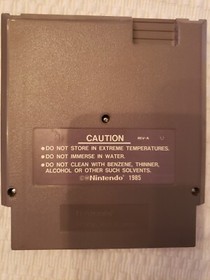 CAUTION
•DO NOT STORE IN EXTREME TEMPERATURES.
•DO NOT IMMERSE IN WATER.
•DO NOT CLEAN WITH BENZENE, THINNER,
ALCOHOL OR OTHER SUCH SOLVENTS.
Nintendo 1985